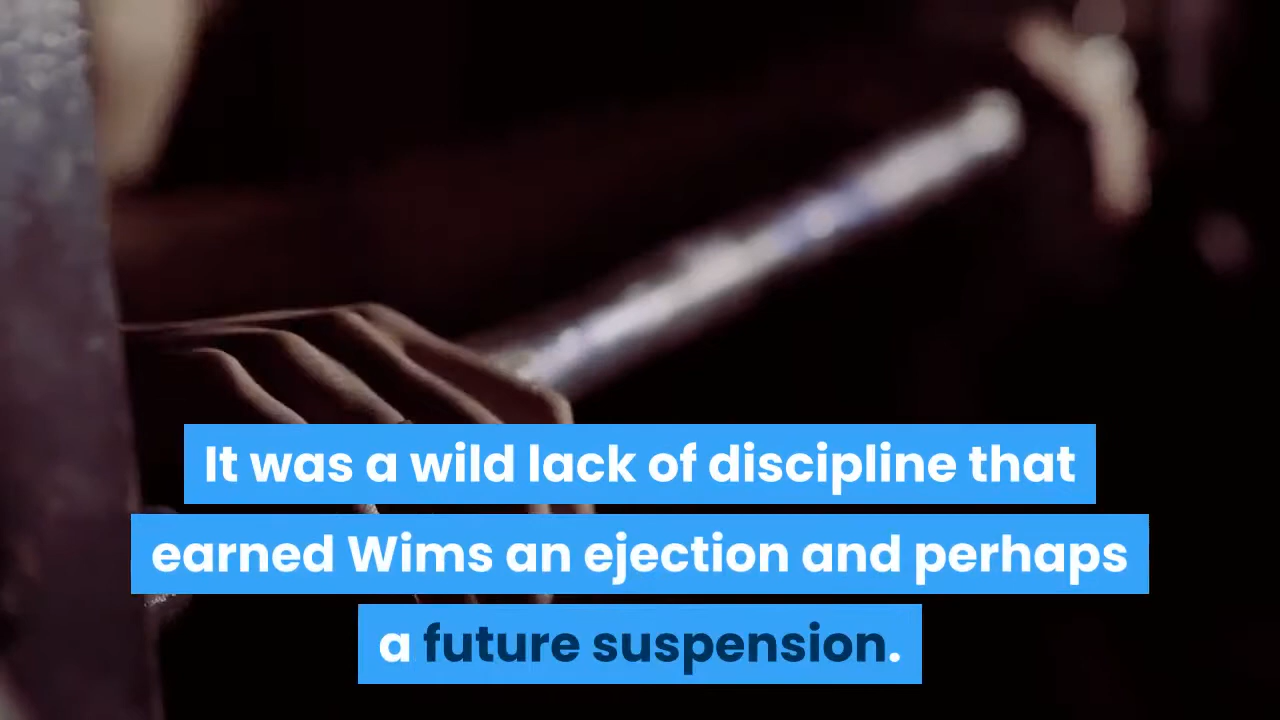 It was a wild lack of discipline that
earned Wims an ejection and perhaps
a future suspension.